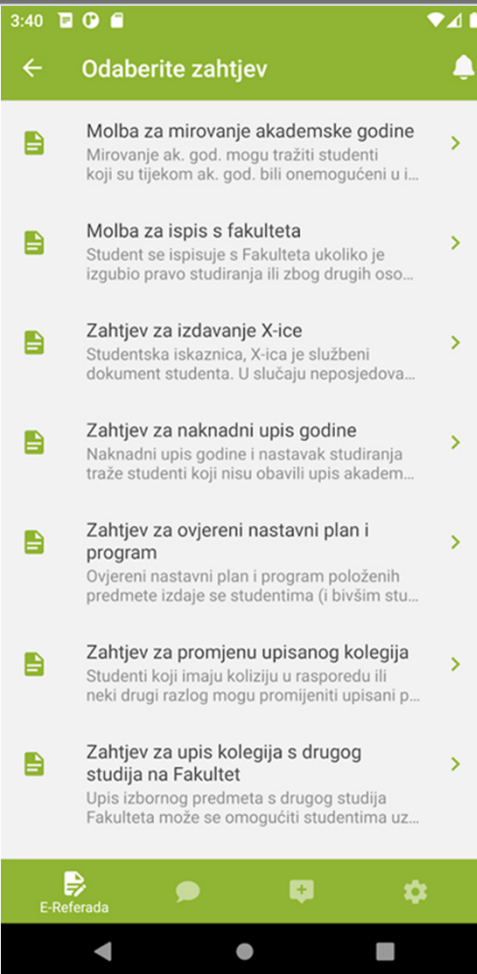 3:40
Odaberite zahtjev
Molba za mirovanje akademske godine
Mirovanje ak. god. mogu tražiti studenti
koji su tijekom ak. god. bili onemogućeni u i...
Molba za ispis s fakulteta
Student se ispisuje s Fakulteta ukoliko je
izgubio pravo studiranja ili zbog drugih oso...
Zahtjev za izdavanje X-ice
Studentska iskaznica, X-ica je službeni
dokument studenta. U slučaju neposjedova...
Zahtjev za naknadni upis godine
Naknadni upis godine i nastavak studiranja
traže studenti koji nisu obavili upis akadem...
Zahtjev za ovjereni nastavni plan i
program
Ovjereni nastavni plan i program položenih
predmete izdaje se studentima (i bivšim stu...
Zahtjev za promjenu upisanog kolegija
Studenti koji imaju koliziju u rasporedu ili
neki drugi razlog mogu promijeniti upisani p...
Zahtjev za upis kolegija s drugog
studija na Fakultet
Upis izbornog predmeta s drugog studija
Fakulteta može se omogućiti studentima uz...
E-Referada